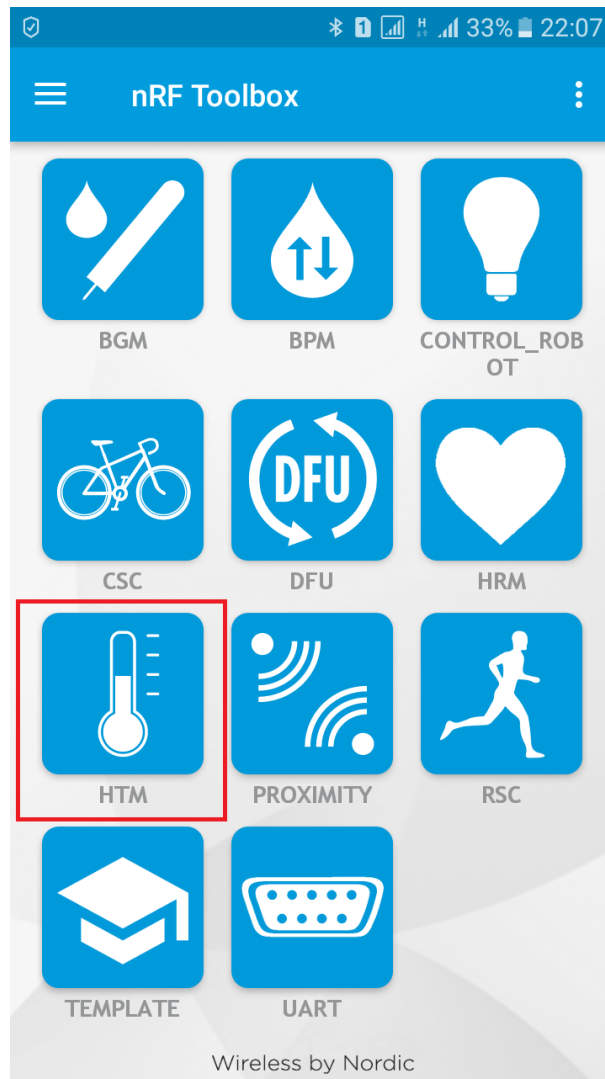 1 H 33% 22:07
nRF Toolbox
BGM BPM CONTROL_ROB
OT
CSC DFU DFU HRM
HTM PROXIMITY RSC
TEMPLATE UART
Wireless by Nordic